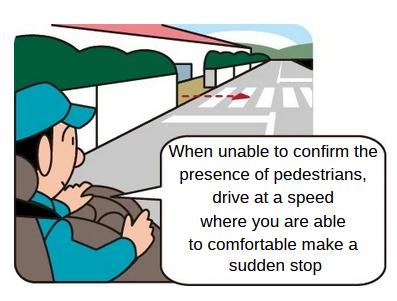 When unable to confirm the
presence of pedestrians,
drive at a speed
where you are able
to comfortable make a
sudden stop